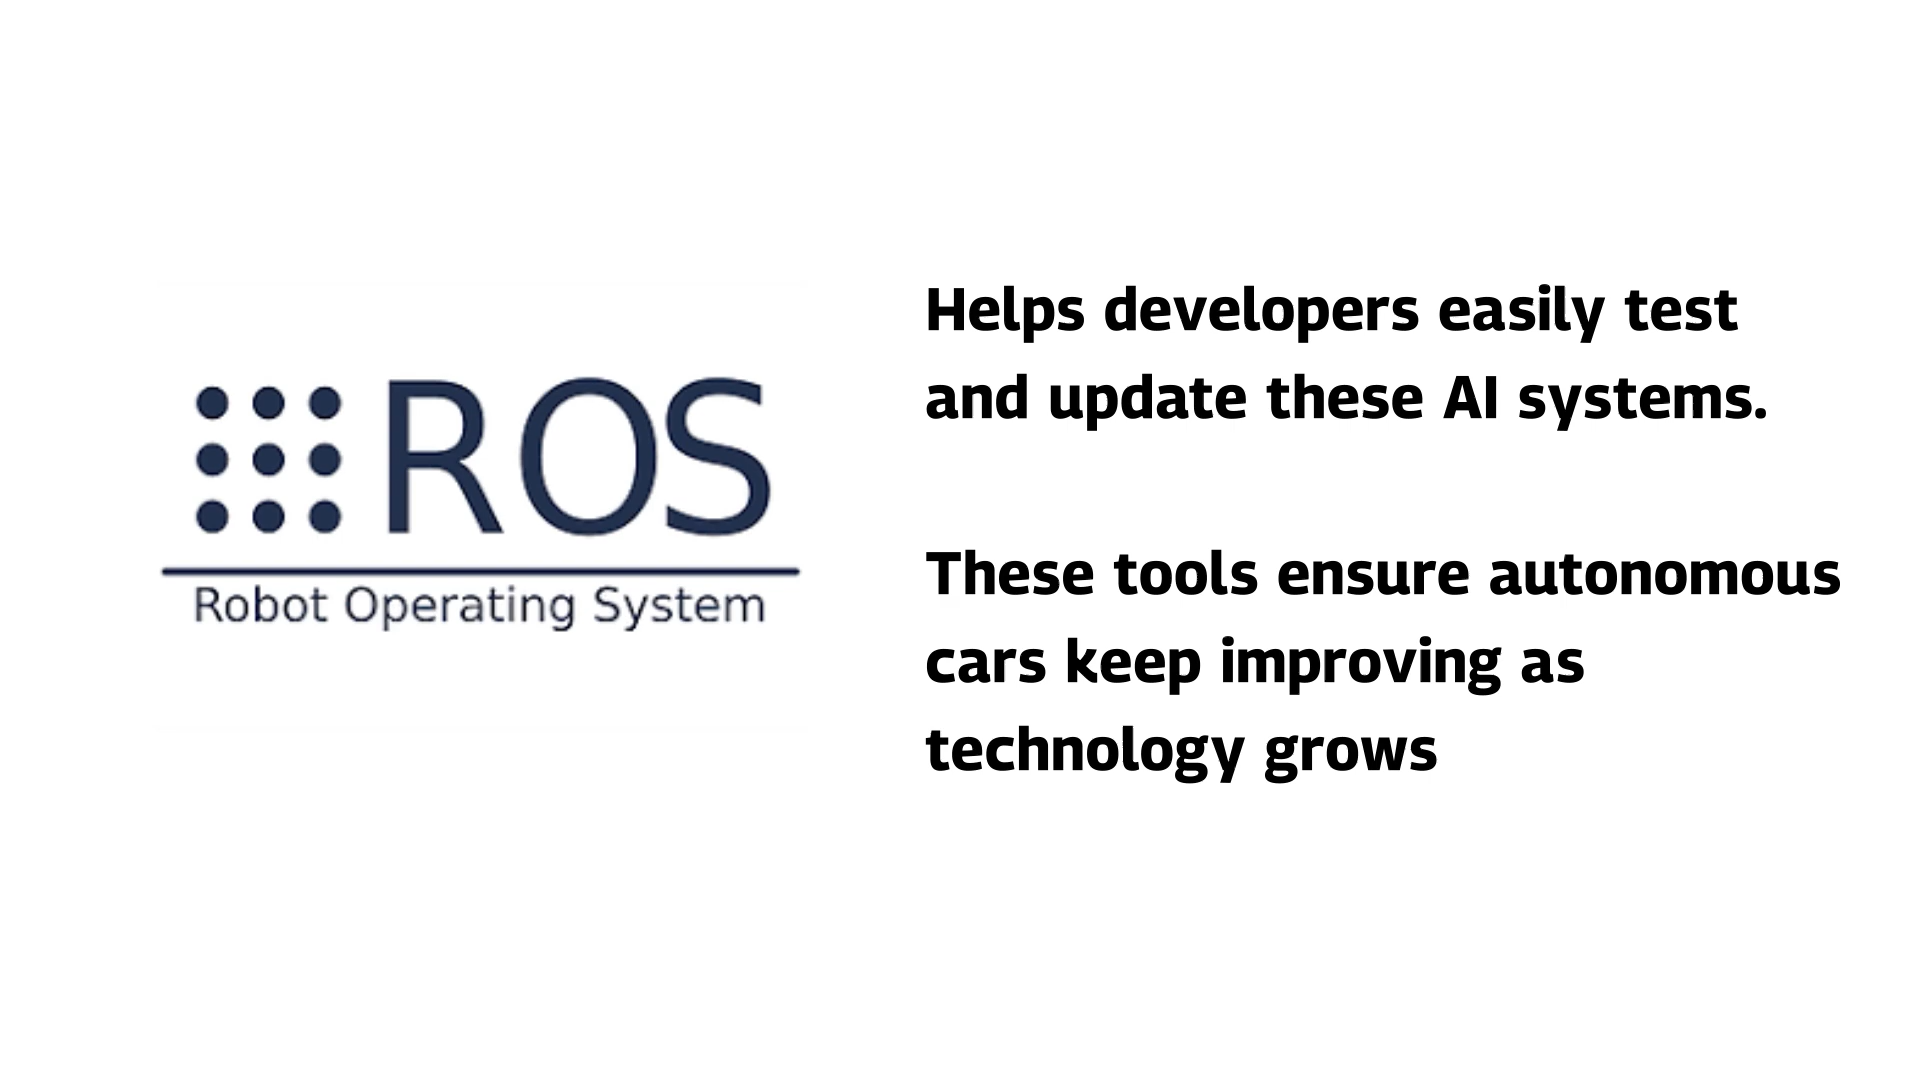 ROS
Robot Operating System
Helps developers easily test
and update these AI systems.
These tools ensure autonomous
cars keep improving as
technology grows